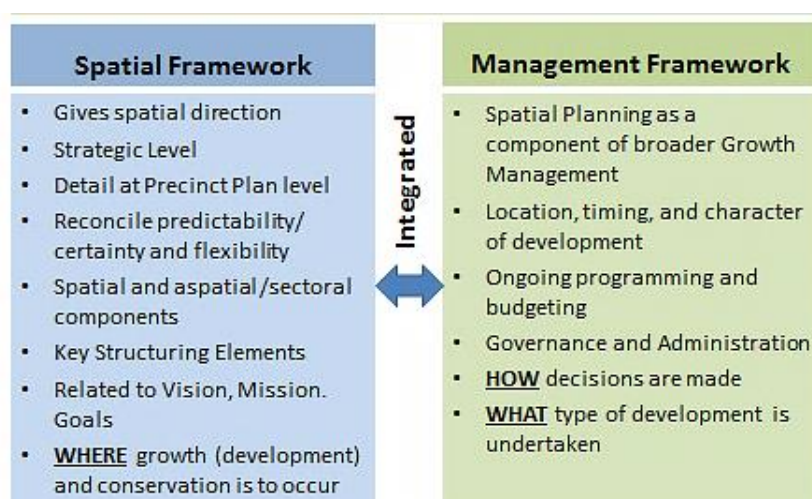 Spatial Framework
• Gives spatial direction
• Strategic Level
• Detail at Precinct Plan level
• Reconcile predictability/
certainty and flexibility
• Spatial and aspatial/sectoral
components
• Key Structuring Elements
• Related to Vision, Mission.
Goals
• WHERE growth (development)
and conservation is to occur
Integrated
Management Framework
• Spatial Planning as a
component of broader Growth
Management
• Location, timing, and character
of development
• Ongoing programming and
budgeting
• Governance and Administration
• HOW decisions are made
• WHAT type of development is
undertaken